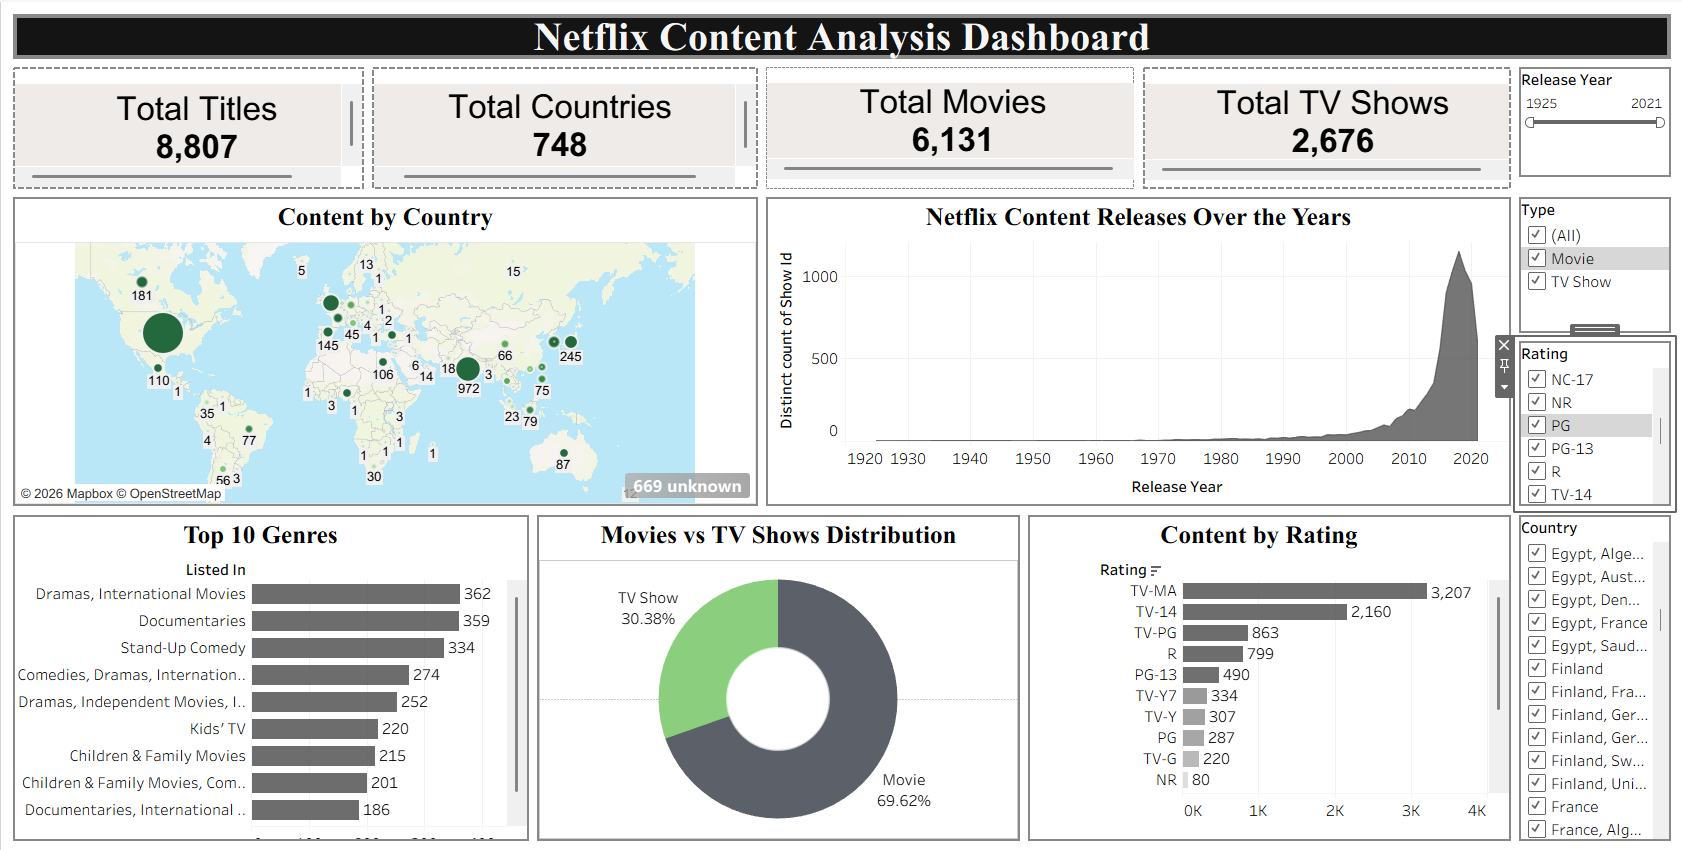 Netflix Content Analysis Dashboard
Total Titles
8,807
Total Countries
748
Total Movies
6,131
Total TV Shows
2,676
Release Year
1925 2021
Content by Country
5
13
1
15
181
1
2
4
45
1
1
145
245
66
110
1
106
6
14
18
972
3
75
1
3
1
35
1
3
23
79
4
77
1
1
1
1
87
56
3
30
12
669 unknown
© 2026 Mapbox © OpenStreetMap
Netflix Content Releases Over the Years
Distinct count of Show Id
1000
500
0
1920 1930 1940 1950 1960 1970 1980 1990 2000 2010 2020
Release Year
Type
(All)
Movie
TV Show
Rating
NC-17
NR
PG
PG-13
R
TV-14
Top 10 Genres
Listed In
Dramas, International Movies 362
Documentaries 359
Stand-Up Comedy 334
Comedies, Dramas, Internation.. 274
Dramas, Independent Movies, I.. 252
Kids' TV 220
Children & Family Movies 215
Children & Family Movies, Com.. 201
Documentaries, International .. 186
Movies vs TV Shows Distribution
TV Show
30.38%
Movie
69.62%
Content by Rating
Rating
TV-MA 3,207
TV-14 2,160
TV-PG 863
R 799
PG-13 490
TV-Y7 334
TV-Y 307
PG 287
TV-G 220
NR 80
0K 1K 2K 3K 4K
Country
Egypt, Alge...
Egypt, Aust...
Egypt, Den...
Egypt, France
Egypt, Saud...
Finland
Finland, Fra...
Finland, Ger...
Finland, Ger...
Finland, Sw...
Finland, Uni...
France
France, Alg...